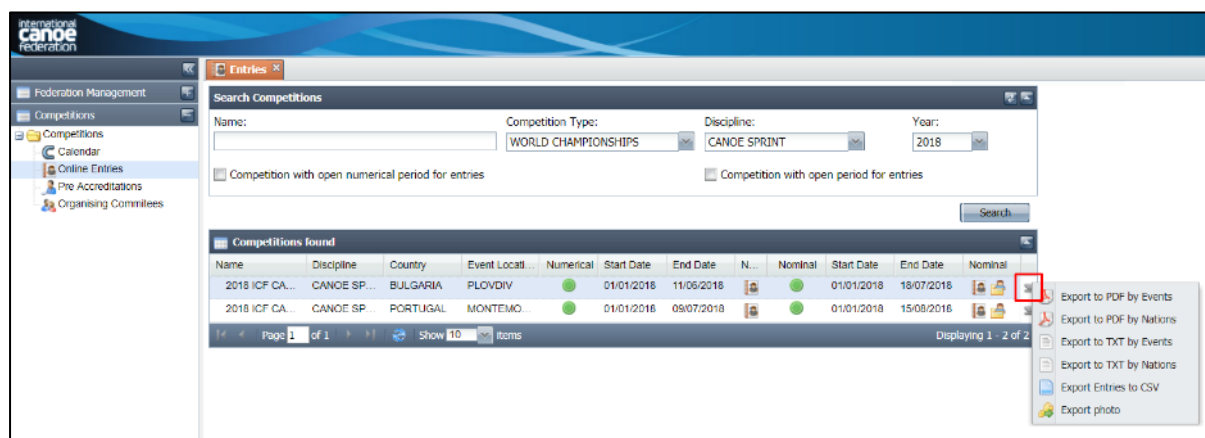 international
canoe
federation
Entries
Federation Management
Competitions
Competitions
Calendar
Online Entries
Pre Accreditations
Organising Commitees
Search Competitions
Name: Competition Type: Discipline: Year:
WORLD CHAMPIONSHIPS CANOE SPRINT 2018
Competition with open numerical period for entries Competition with open period for entries
Search
Competitions found
Name Discipline Country Event Locati... Numerical Start Date End Date N... Nominal Start Date End Date Nominal
2018 ICF CA... CANOE SP... BULGARIA PLOVDIV 01/01/2018 11/06/2018 01/01/2018 18/07/2018
2018 ICF CA... CANOE SP... PORTUGAL MONTEMO... 01/01/2018 09/07/2018 01/01/2018 15/08/2018
Page 1 of 1 Show 10 items Displaying 1 - 2 of 2
Export to PDF by Events
Export to PDF by Nations
Export to TXT by Events
Export to TXT by Nations
Export Entries to CSV
Export photo